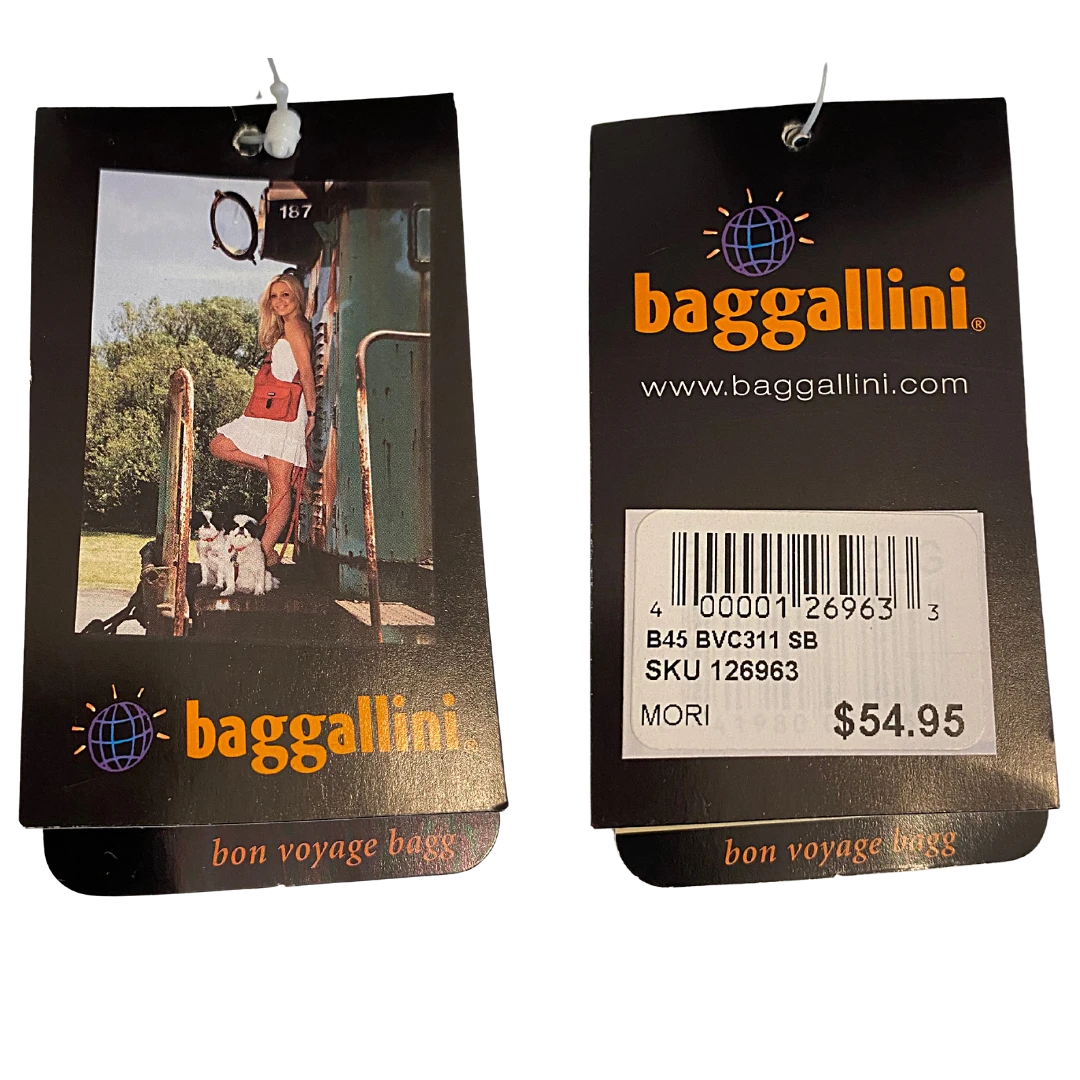 187
baggallini®
bon voyage bagg
baggallini®
www.baggallini.com
4 00001 26963 3
B45 BVC311 SB
SKU 126963
MORI $54.95
bon voyage bagg